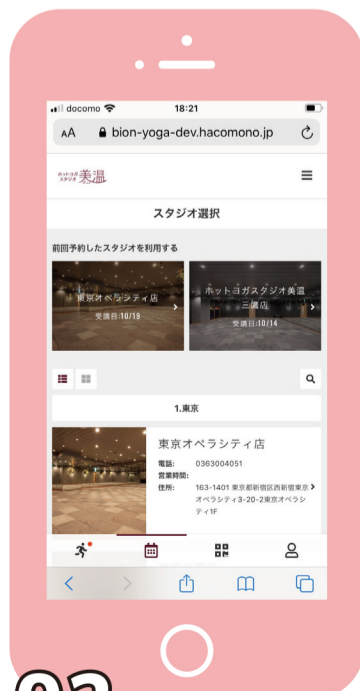 docomo 18:21
AA bion-yoga-dev.hacomono.jp
ホットヨガ
スタジオ 美温
スタジオ選択
前回予約したスタジオを利用する
東京オペラシティ店
受講日:10/19
ホットヨガスタジオ美温
三鷹店
受講日:10/14
1.東京
東京オペラシティ店
電話: 0363004051
営業時間:
住所: 163-1401 東京都新宿区西新宿東京
オペラシティ3-20-2東京オペラシ
ティ1F
02